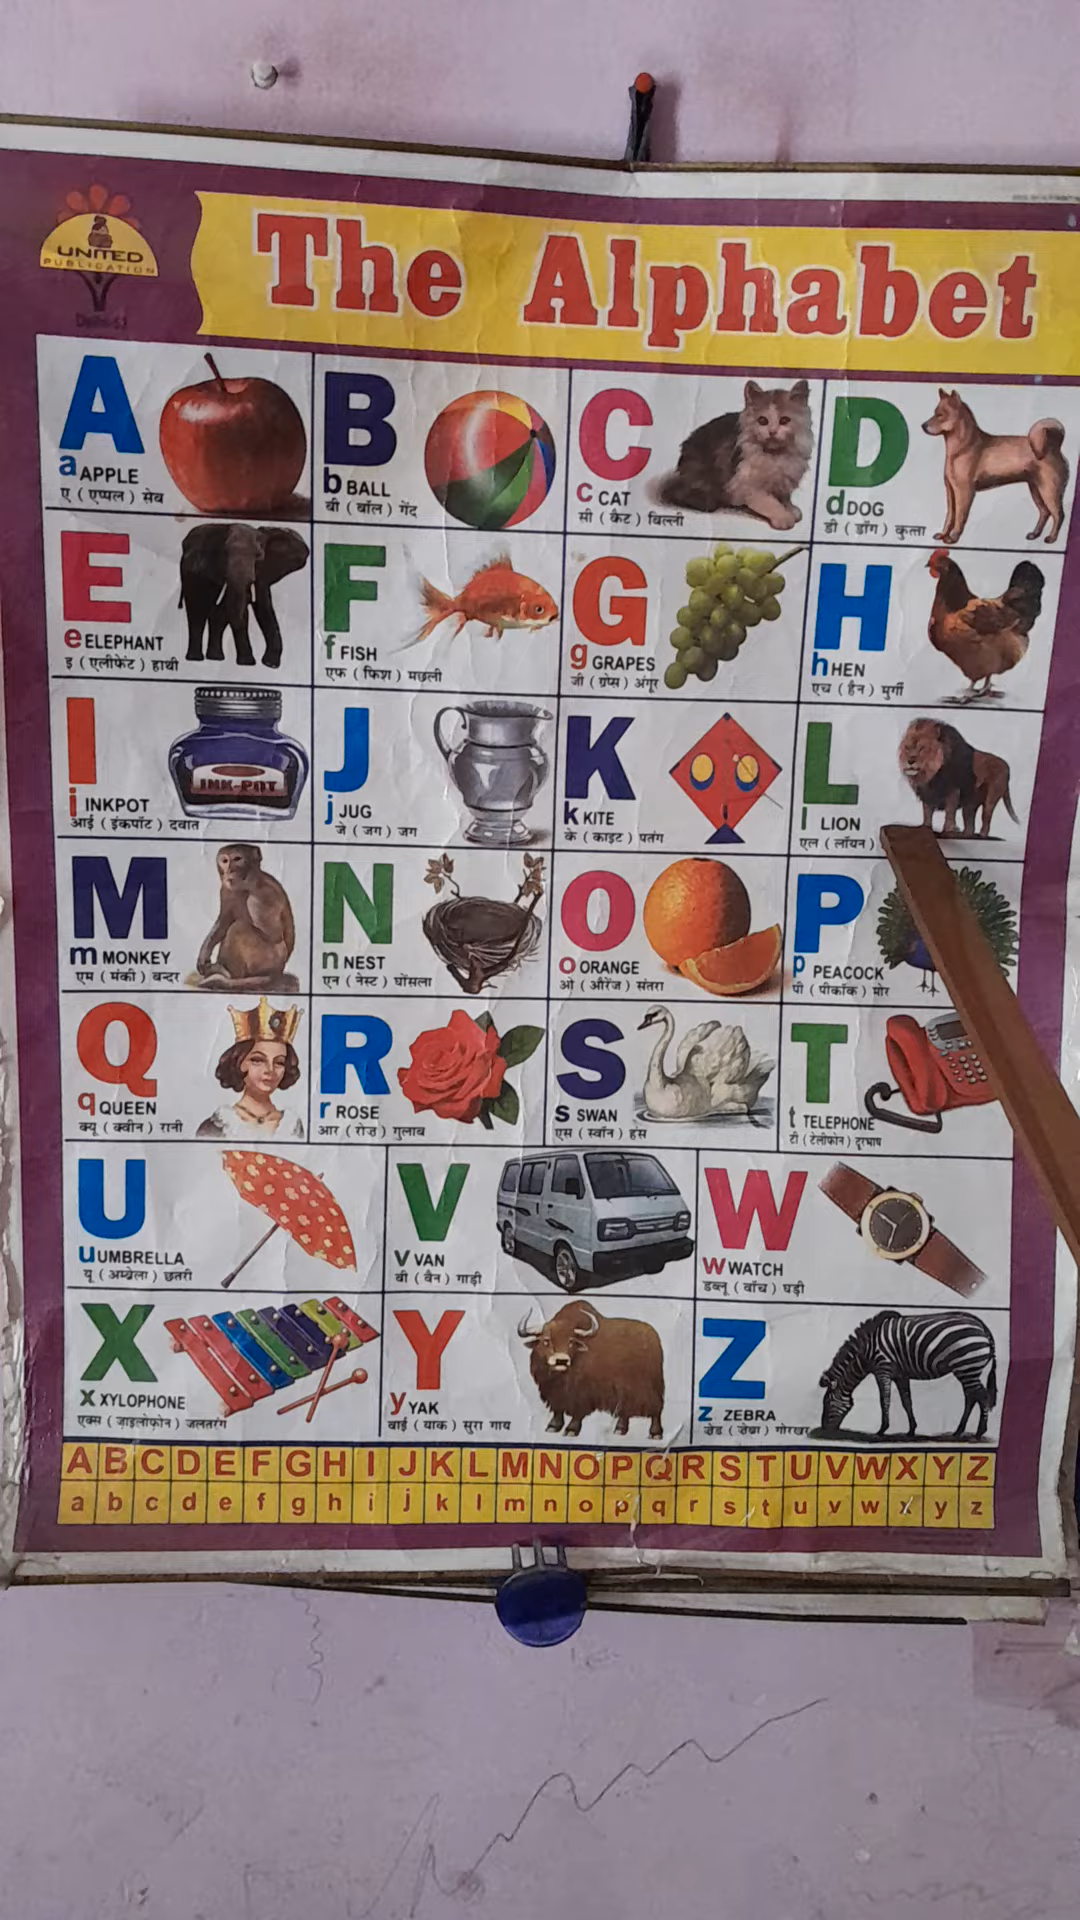 UNITED
PUBLICATION
The Alphabet
A
a APPLE
ए ( एप्पल ) सेब
B
b BALL
बी ( बॉल ) गेंद
C
c CAT
सी ( कैट ) बिल्ली
D
d DOG
डी ( डॉग ) कुत्ता
E
e ELEPHANT
इ ( एलीफेंट ) हाथी
F
f FISH
एफ ( फिश ) मछली
G
g GRAPES
जी ( ग्रेप्स ) अंगूर
H
h HEN
एच ( हैन ) मुर्गी
I
i INKPOT
आई ( इंकपॉट ) दवात
INK-POT
J
j JUG
जे ( जग ) जग
K
k KITE
के ( काइट ) पतंग
L
l LION
एल ( लॉयन )
M
m MONKEY
एम ( मंकी ) बन्दर
N
n NEST
एन ( नेस्ट ) घोंसला
O
o ORANGE
ओ ( औरेंज ) संतरा
P
p PEACOCK
पी ( पीकॉक ) मोर
Q
q QUEEN
क्यू ( क्वीन ) रानी
R
r ROSE
आर ( रोज़ ) गुलाब
S
s SWAN
एस ( स्वॉन ) हंस
T
t TELEPHONE
टी ( टेलीफोन ) दूरभाष
U
u UMBRELLA
यू ( अम्ब्रेला ) छतरी
V
v VAN
वी ( वैन ) गाड़ी
W
w WATCH
डब्लू ( वॉच ) घड़ी
X
x XYLOPHONE
एक्स ( ज़ाइलोफोन ) जलतरंग
Y
y YAK
वाई ( याक ) सुरा गाय
Z
z ZEBRA
ज़ेड ( ज़ेब्रा ) गोरखर
A B C D E F G H I J K L M N O P Q R S T U V W X Y Z
a b c d e f g h i j k l m n o p q r s t u v w x y z